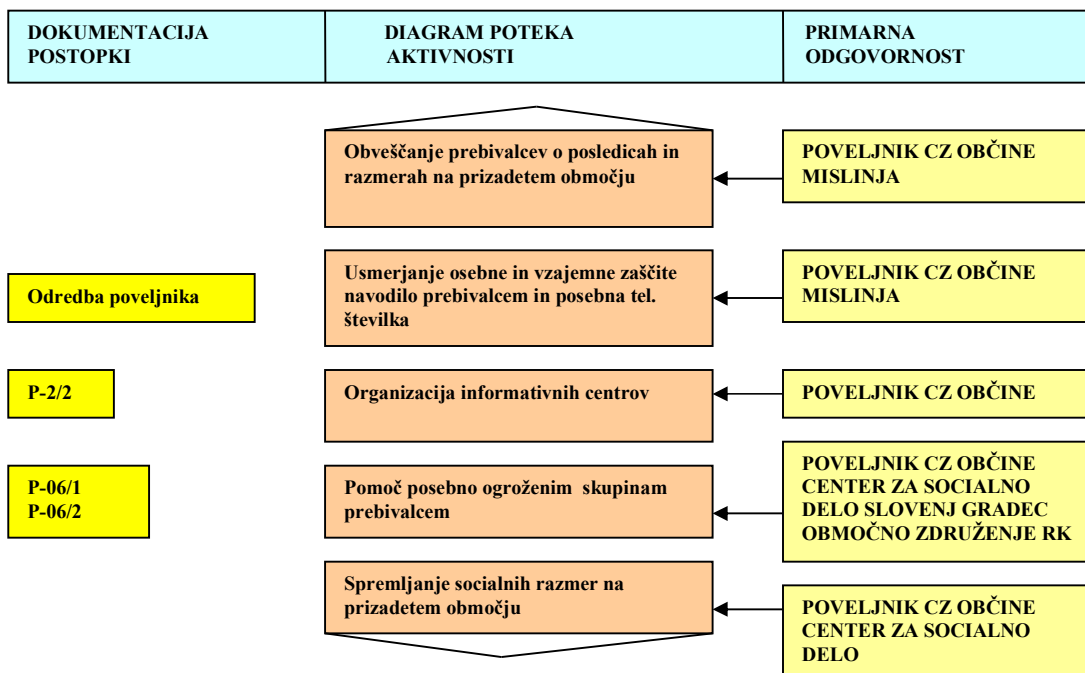 DOKUMENTACIJA
POSTOPKI
DIAGRAM POTEKA
AKTIVNOSTI
PRIMARNA
ODGOVORNOST
Obveščanje prebivalcev o posledicah in
razmerah na prizadetem območju
POVELJNIK CZ OBČINE
MISLINJA
Odredba poveljnika
Usmerjanje osebne in vzajemne zaščite
navodilo prebivalcem in posebna tel.
številka
POVELJNIK CZ OBČINE
MISLINJA
P-2/2
Organizacija informativnih centrov
POVELJNIK CZ OBČINE
P-06/1
P-06/2
Pomoč posebno ogroženim skupinam
prebivalcem
POVELJNIK CZ OBČINE
CENTER ZA SOCIALNO
DELO SLOVENJ GRADEC
OBMOČNO ZDRUŽENJE RK
Spremljanje socialnih razmer na
prizadetem območju
POVELJNIK CZ OBČINE
CENTER ZA SOCIALNO
DELO